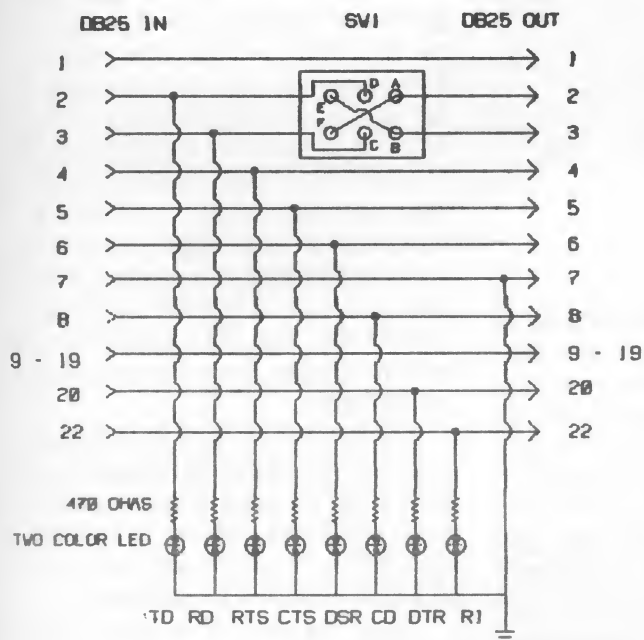 DB25 IN SW1 DB25 OUT
1 1
2 D A 2
E
F
3 C B 3
4 4
5 5
6 6
7 7
8 8
9 - 19 9 - 19
20 20
22 22
470 OHMS
TWO COLOR LED
TD RD RTS CTS DSR CD DTR RI